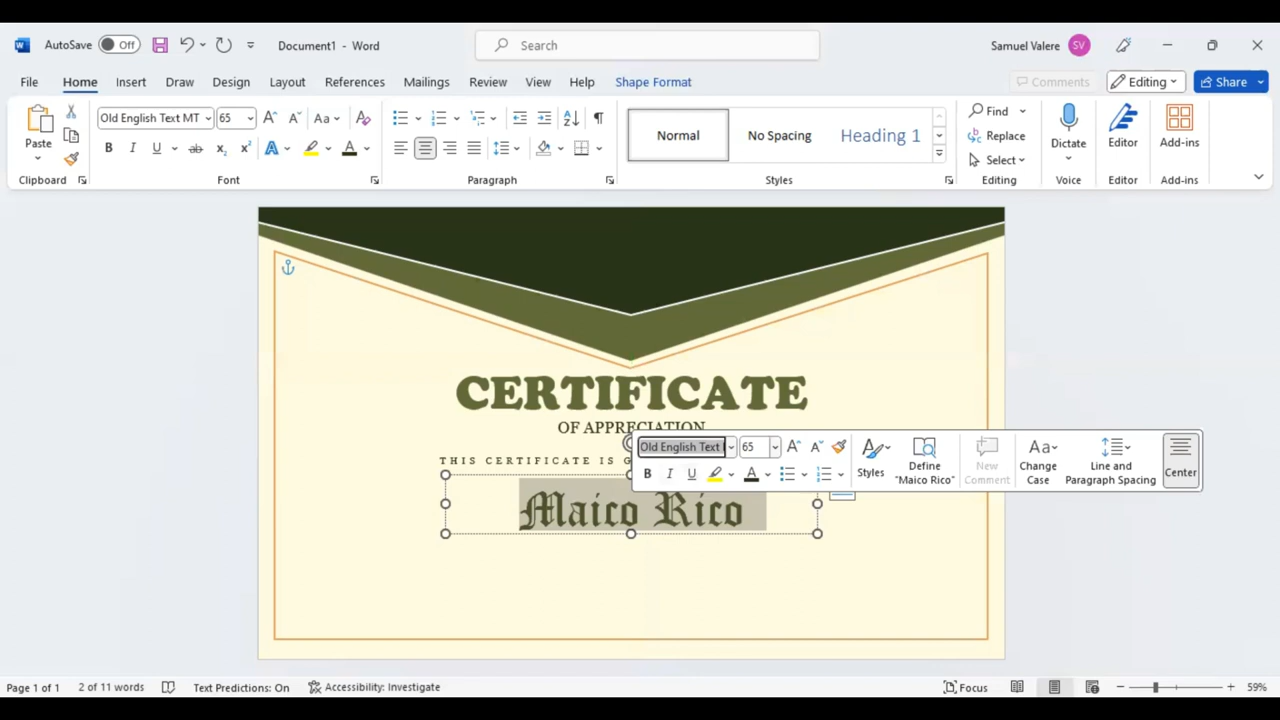 AutoSave Off Document1 - Word Search Samuel Valere SV
File Home Insert Draw Design Layout References Mailings Review View Help Shape Format Comments Editing Share
Old English Text MT 65 Aa
Paste
Normal No Spacing Heading 1
Find
Replace
Select
Dictate Editor Add-ins
Clipboard Font Paragraph Styles Editing Voice Editor Add-ins
CERTIFICATE
OF APPRECIATION
THIS CERTIFICATE IS G
Old English Text 65
Styles Define "Maico Rico" New Comment Change Case Line and Paragraph Spacing Center
Maico Rico
Page 1 of 1 2 of 11 words Text Predictions: On Accessibility: Investigate Focus 59%